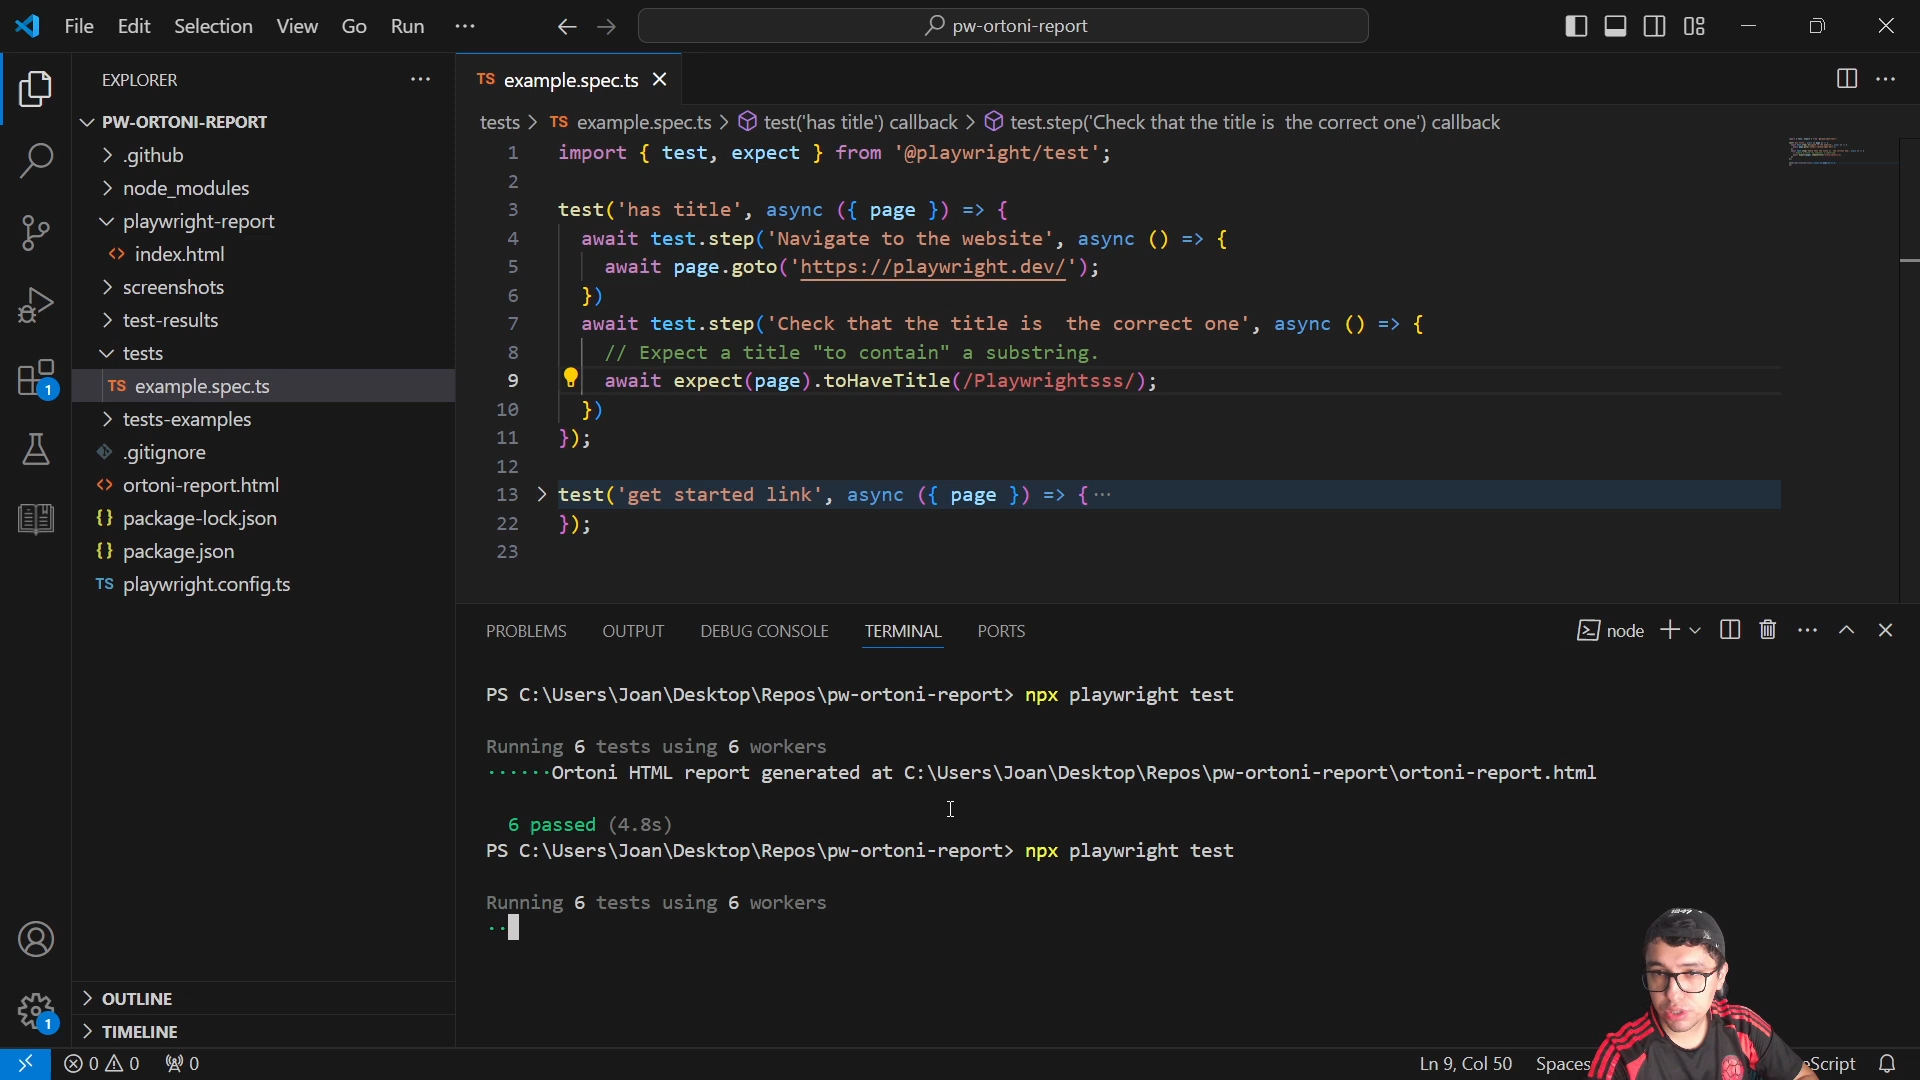 File Edit Selection View Go Run ··· pw-ortoni-report
EXPLORER ···
PW-ORTONI-REPORT
.github
node_modules
playwright-report
<> index.html
screenshots
test-results
tests
TS example.spec.ts
tests-examples
.gitignore
<> ortoni-report.html
{} package-lock.json
{} package.json
TS playwright.config.ts
OUTLINE
TIMELINE
1
1
TS example.spec.ts
tests > TS example.spec.ts > test('has title') callback > test.step('Check that the title is  the correct one') callback
1 import { test, expect } from '@playwright/test';
2
3 test('has title', async ({ page }) => {
4 await test.step('Navigate to the website', async () => {
5 await page.goto('https://playwright.dev/');
6 })
7 await test.step('Check that the title is  the correct one', async () => {
8 // Expect a title "to contain" a substring.
9 await expect(page).toHaveTitle(/Playwrightsss/);
10 })
11 });
12
13 test('get started link', async ({ page }) => {···
22 });
23
PROBLEMS OUTPUT DEBUG CONSOLE TERMINAL PORTS node
PS C:\Users\Joan\Desktop\Repos\pw-ortoni-report> npx playwright test
Running 6 tests using 6 workers
······Ortoni HTML report generated at C:\Users\Joan\Desktop\Repos\pw-ortoni-report\ortoni-report.html
6 passed (4.8s)
PS C:\Users\Joan\Desktop\Repos\pw-ortoni-report> npx playwright test
Running 6 tests using 6 workers
··
0 0 0 Ln 9, Col 50 Spaces eScript